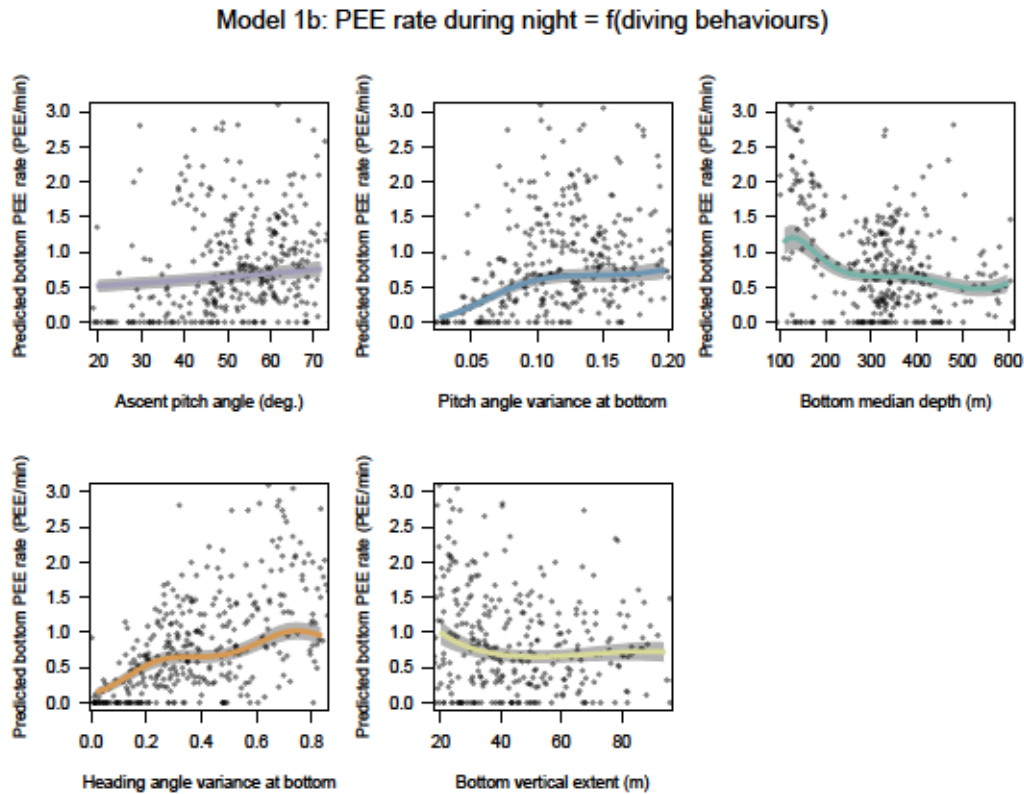 Model 1b: PEE rate during night = f(diving behaviours)
Predicted bottom PEE rate (PEE/min)
3.0
2.5
2.0
1.5
1.0
0.5
0.0
20 30 40 50 60 70
Ascent pitch angle (deg.)
Predicted bottom PEE rate (PEE/min)
3.0
2.5
2.0
1.5
1.0
0.5
0.0
0.05 0.10 0.15 0.20
Pitch angle variance at bottom
Predicted bottom PEE rate (PEE/min)
3.0
2.5
2.0
1.5
1.0
0.5
0.0
100 200 300 400 500 600
Bottom median depth (m)
Predicted bottom PEE rate (PEE/min)
3.0
2.5
2.0
1.5
1.0
0.5
0.0
0.0 0.2 0.4 0.6 0.8
Heading angle variance at bottom
Predicted bottom PEE rate (PEE/min)
3.0
2.5
2.0
1.5
1.0
0.5
0.0
20 40 60 80
Bottom vertical extent (m)